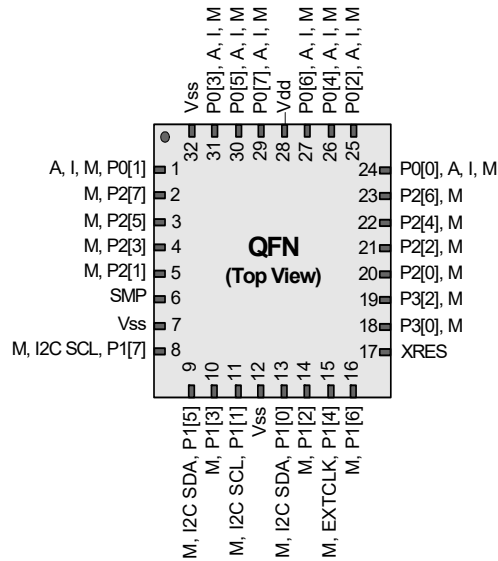 Vss
P0[3], A, I, M
P0[5], A, I, M
P0[7], A, I, M
Vdd
P0[6], A, I, M
P0[4], A, I, M
P0[2], A, I, M
32
31
30
29
28
27
26
25
A, I, M, P0[1] 1
M, P2[7] 2
M, P2[5] 3
M, P2[3] 4
M, P2[1] 5
SMP 6
Vss 7
M, I2C SCL, P1[7] 8
QFN
(Top View)
24 P0[0], A, I, M
23 P2[6], M
22 P2[4], M
21 P2[2], M
20 P2[0], M
19 P3[2], M
18 P3[0], M
17 XRES
9
10
11
12
13
14
15
16
M, I2C SDA, P1[5]
M, P1[3]
M, I2C SCL, P1[1]
Vss
M, I2C SDA, P1[0]
M, P1[2]
M, EXTCLK, P1[4]
M, P1[6]